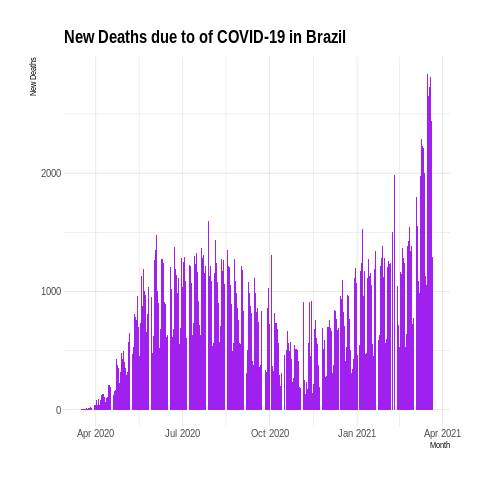 New Deaths due to of COVID-19 in Brazil
New Deaths
2000
1000
0
Apr 2020 Jul 2020 Oct 2020 Jan 2021 Apr 2021
Month